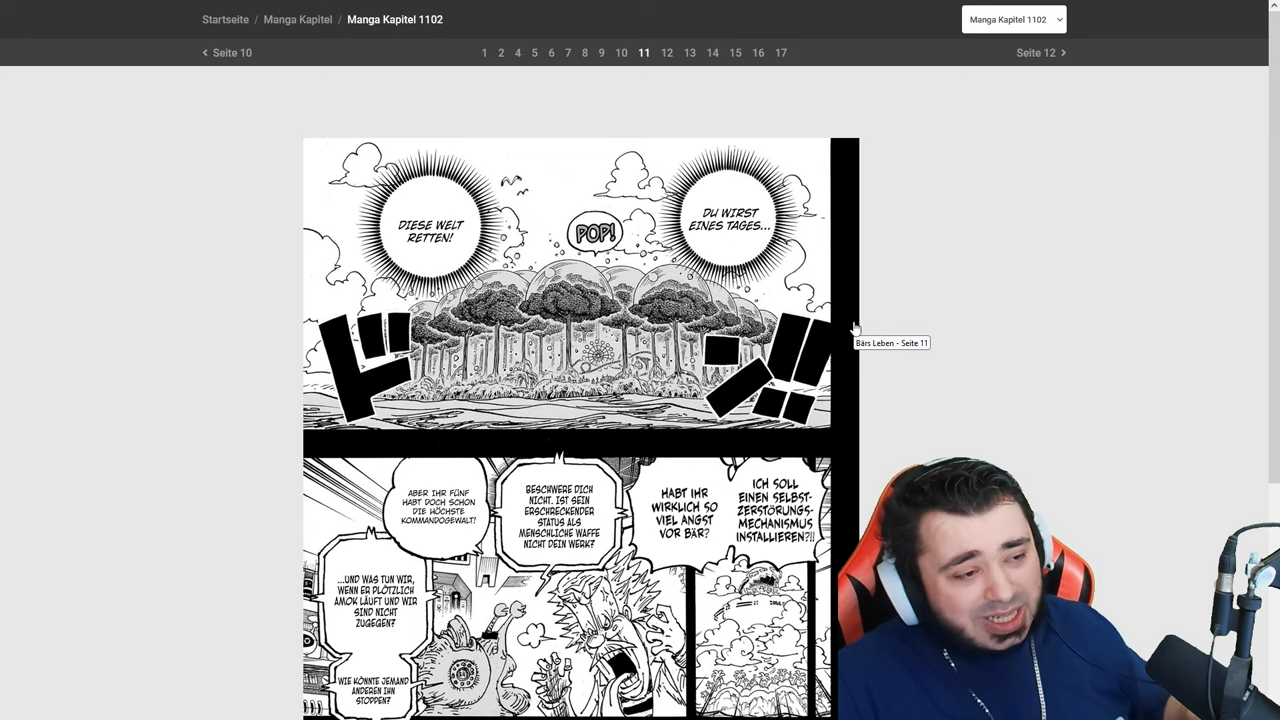 Startseite / Manga Kapitel / Manga Kapitel 1102
Manga Kapitel 1102
Seite 10
1 2 3 4 5 6 7 8 9 10 11 12 13 14 15 16 17
Seite 12
DU WIRST
EINES TAGES...
POP!
DIESE WELT
RETTEN!
ドン!!
Bärs Leben - Seite 11
ICH SOLL
EINEN SELBST-
ZERSTÖRUNGS-
MECHANISMUS
INSTALLIEREN?!!
HABT IHR
WIRKLICH SO
VIEL ANGST
VOR BÄR?
BESCHWERE DICH
NICHT. IST SEIN
ERSCHRECKENDER
STATUS ALS
MENSCHLICHE WAFFE
NICHT DEIN WERK?
ABER IHR FÜNF
HABT DOCH SCHON
DIE HÖCHSTE
KOMMANDOGEWALT!
...UND WAS TUN WIR,
WENN ER PLÖTZLICH
AMOK LÄUFT UND WIR
SIND NICHT
ZUGEGEN?
WIE KÖNNTE JEMAND
ANDEREN IHN
STOPPEN?